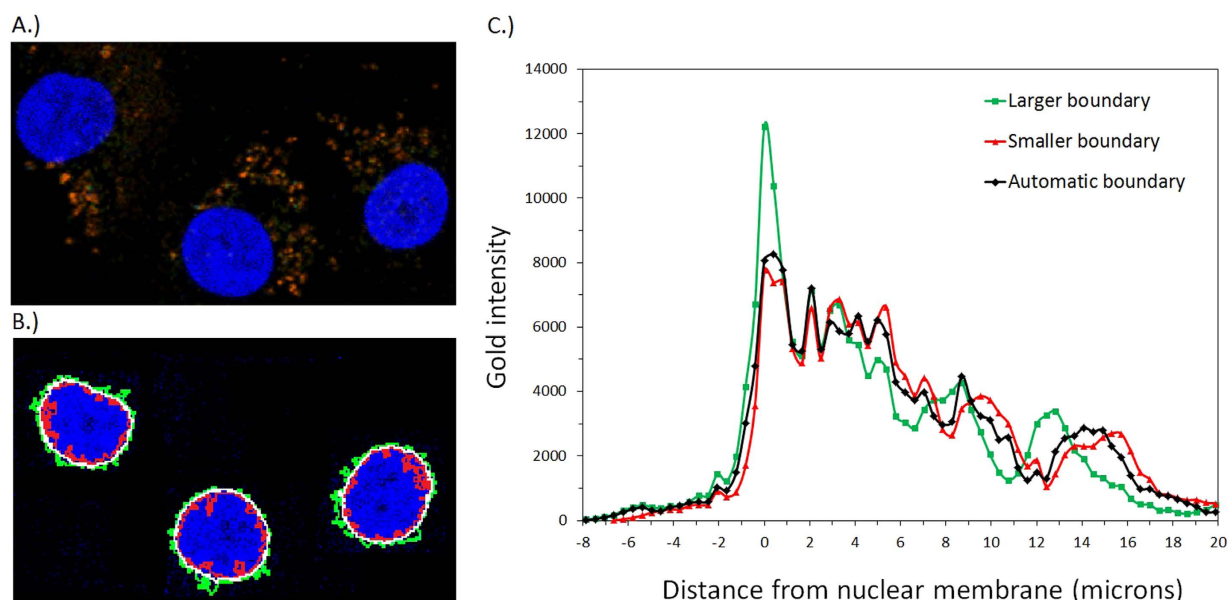 A.)
B.)
C.)
14000
12000
10000
8000
6000
4000
2000
0
Gold intensity
Larger boundary
Smaller boundary
Automatic boundary
-8 -6 -4 -2 0 2 4 6 8 10 12 14 16 18 20
Distance from nuclear membrane (microns)